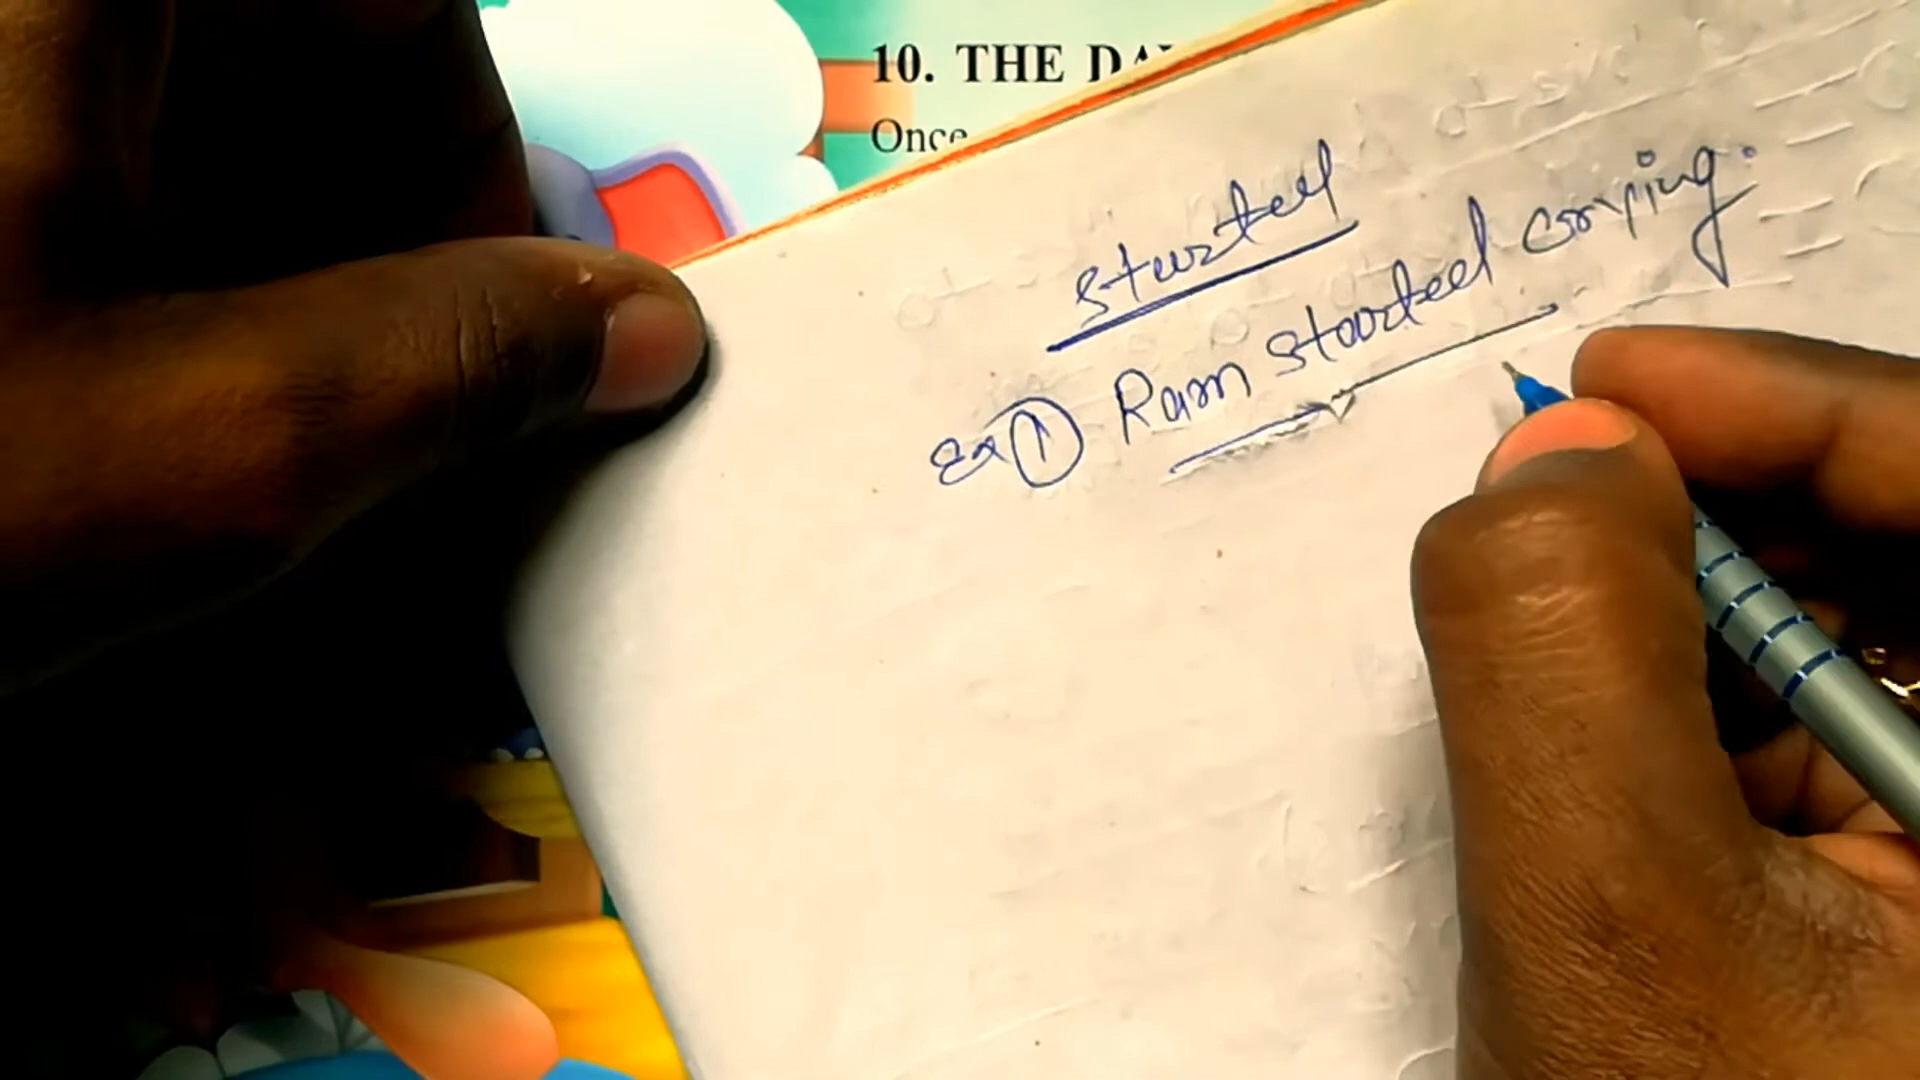 10. THE DA
Once
started
Ex ① Ram started crying.